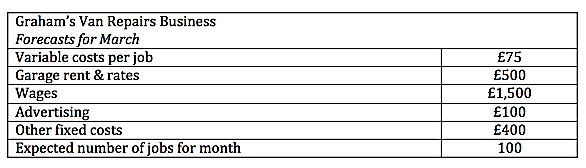 Graham's Van Repairs Business
Forecasts for March
Variable costs per job £75
Garage rent & rates £500
Wages £1,500
Advertising £100
Other fixed costs £400
Expected number of jobs for month 100